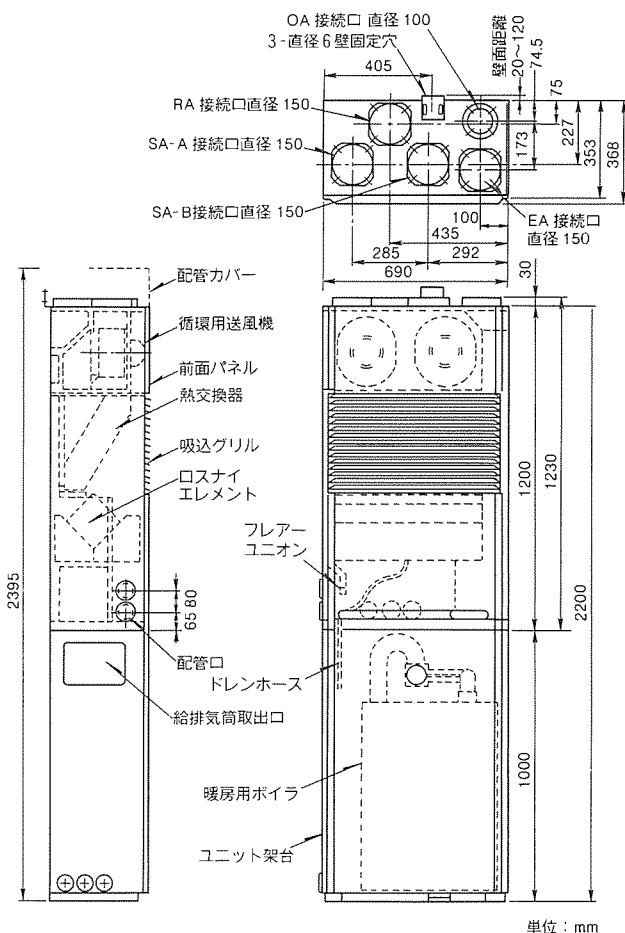 OA 接続口 直径 100
3-直径 6 壁固定穴
405
壁面距離
20〜120
74.5
75
RA 接続口直径 150
SA-A 接続口直径 150
SA-B接続口直径 150
173
227
353
368
100
EA 接続口
直径 150
435
285
292
690
30
配管カバー
循環用送風機
前面パネル
熱交換器
吸込グリル
ロスナイ
エレメント
フレアー
ユニオン
2395
80
65
1200
1230
2200
配管口
ドレンホース
給排気筒取出口
暖房用ボイラ
1000
ユニット架台
単位：mm